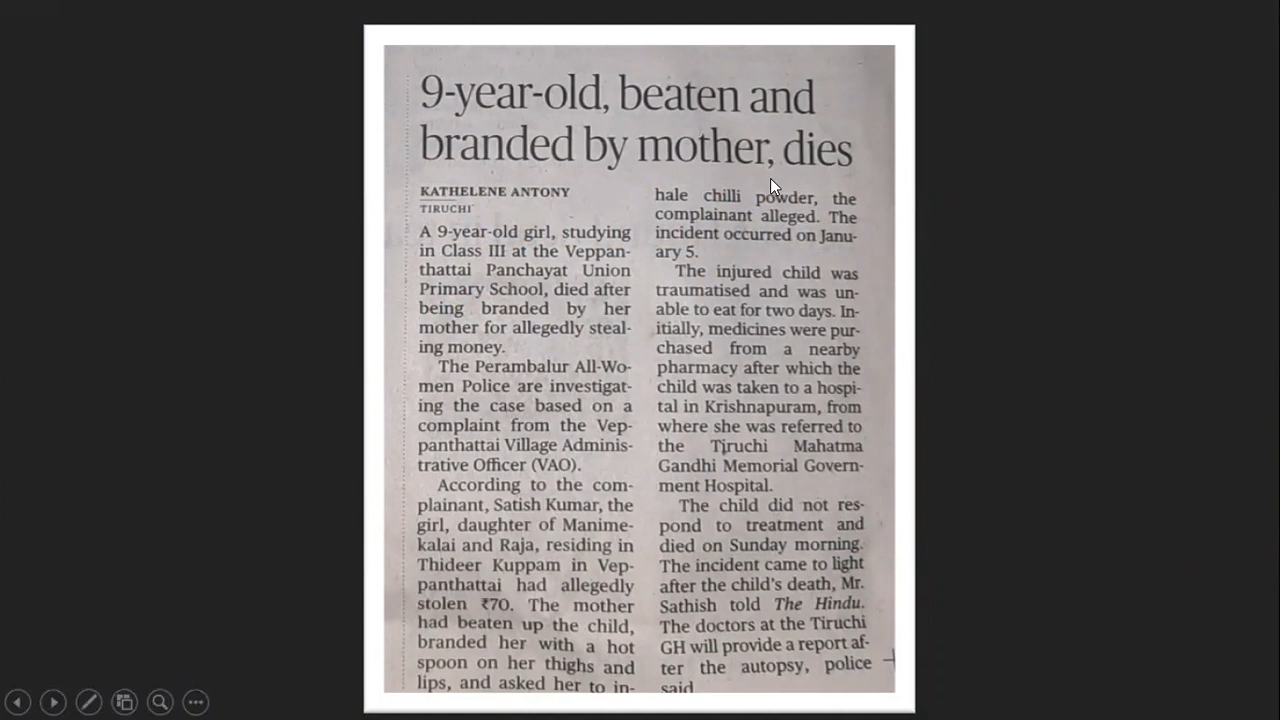 9-year-old, beaten and
branded by mother, dies
KATHELENE ANTONY
TIRUCHI
A 9-year-old girl, studying
in Class III at the Veppan-
thattai Panchayat Union
Primary School, died after
being branded by her
mother for allegedly steal-
ing money.
The Perambalur All-Wo-
men Police are investigat-
ing the case based on a
complaint from the Vep-
panthattai Village Adminis-
trative Officer (VAO).
According to the com-
plainant, Satish Kumar, the
girl, daughter of Manime-
kalai and Raja, residing in
Thideer Kuppam in Vep-
panthattai had allegedly
stolen ₹70. The mother
had beaten up the child,
branded her with a hot
spoon on her thighs and
lips, and asked her to in-
hale chilli powder, the
complainant alleged. The
incident occurred on Janu-
ary 5.
The injured child was
traumatised and was un-
able to eat for two days. In-
itially, medicines were pur-
chased from a nearby
pharmacy after which the
child was taken to a hospi-
tal in Krishnapuram, from
where she was referred to
the Tiruchi Mahatma
Gandhi Memorial Govern-
ment Hospital.
The child did not res-
pond to treatment and
died on Sunday morning.
The incident came to light
after the child's death, Mr.
Sathish told The Hindu.
The doctors at the Tiruchi
GH will provide a report af-
ter the autopsy, police
said